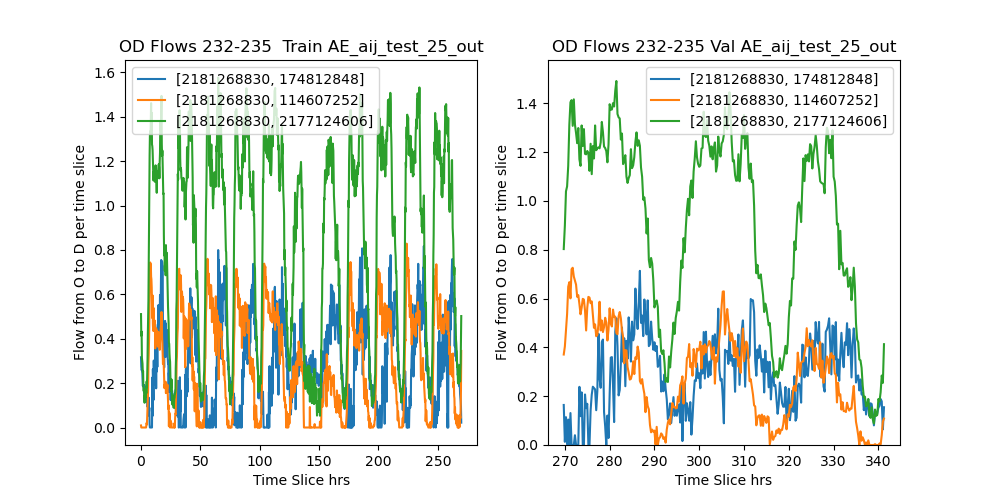 OD Flows 232-235  Train AE_aij_test_25_out
[2181268830, 174812848]
[2181268830, 114607252]
[2181268830, 2177124606]
Flow from O to D per time slice
1.6
1.4
1.2
1.0
0.8
0.6
0.4
0.2
0.0
0 50 100 150 200 250
Time Slice hrs
OD Flows 232-235 Val AE_aij_test_25_out
[2181268830, 174812848]
[2181268830, 114607252]
[2181268830, 2177124606]
Flow from O to D per time slice
1.4
1.2
1.0
0.8
0.6
0.4
0.2
0.0
270 280 290 300 310 320 330 340
Time Slice hrs